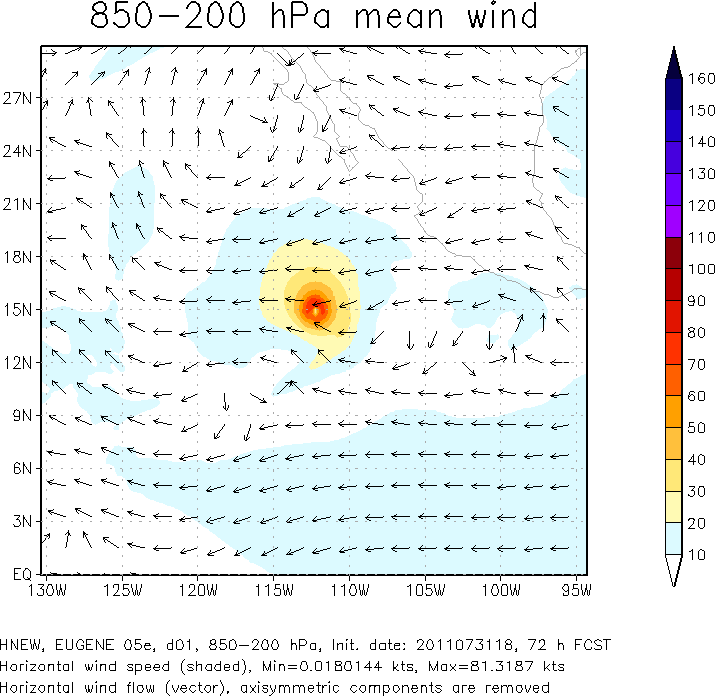 850-200 hPa mean wind
27N
24N
21N
18N
15N
12N
9N
6N
3N
EQ
130W 125W 120W 115W 110W 105W 100W 95W
160
150
140
130
120
110
100
90
80
70
60
50
40
30
20
10
HNEW, EUGENE 05e, d01, 850-200 hPa, Init. date: 2011073118, 72 h FCST
Horizontal wind speed (shaded), Min=0.0180144 kts, Max=81.3187 kts
Horizontal wind flow (vector), axisymmetric components are removed